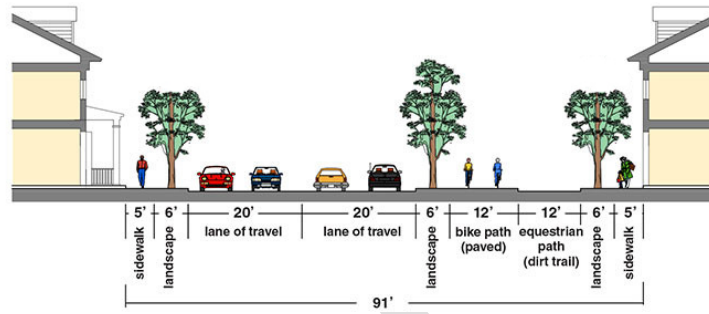 5' 6' 20' 20' 6' 12' 12' 6' 5'
sidewalk
landscape
lane of travel
lane of travel
landscape
bike path
(paved)
equestrian
path
(dirt trail)
landscape
sidewalk
91'